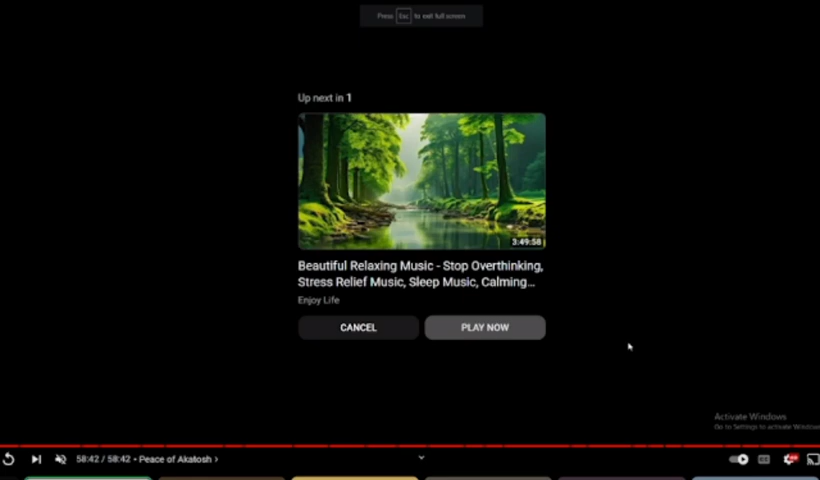 Press Esc to exit full screen
Up next in 1
3:49:58
Beautiful Relaxing Music - Stop Overthinking,
Stress Relief Music, Sleep Music, Calming...
Enjoy Life
CANCEL PLAY NOW
Activate Windows
Go to Settings to activate Windows
58:42 / 58:42 • Peace of Akatosh ›